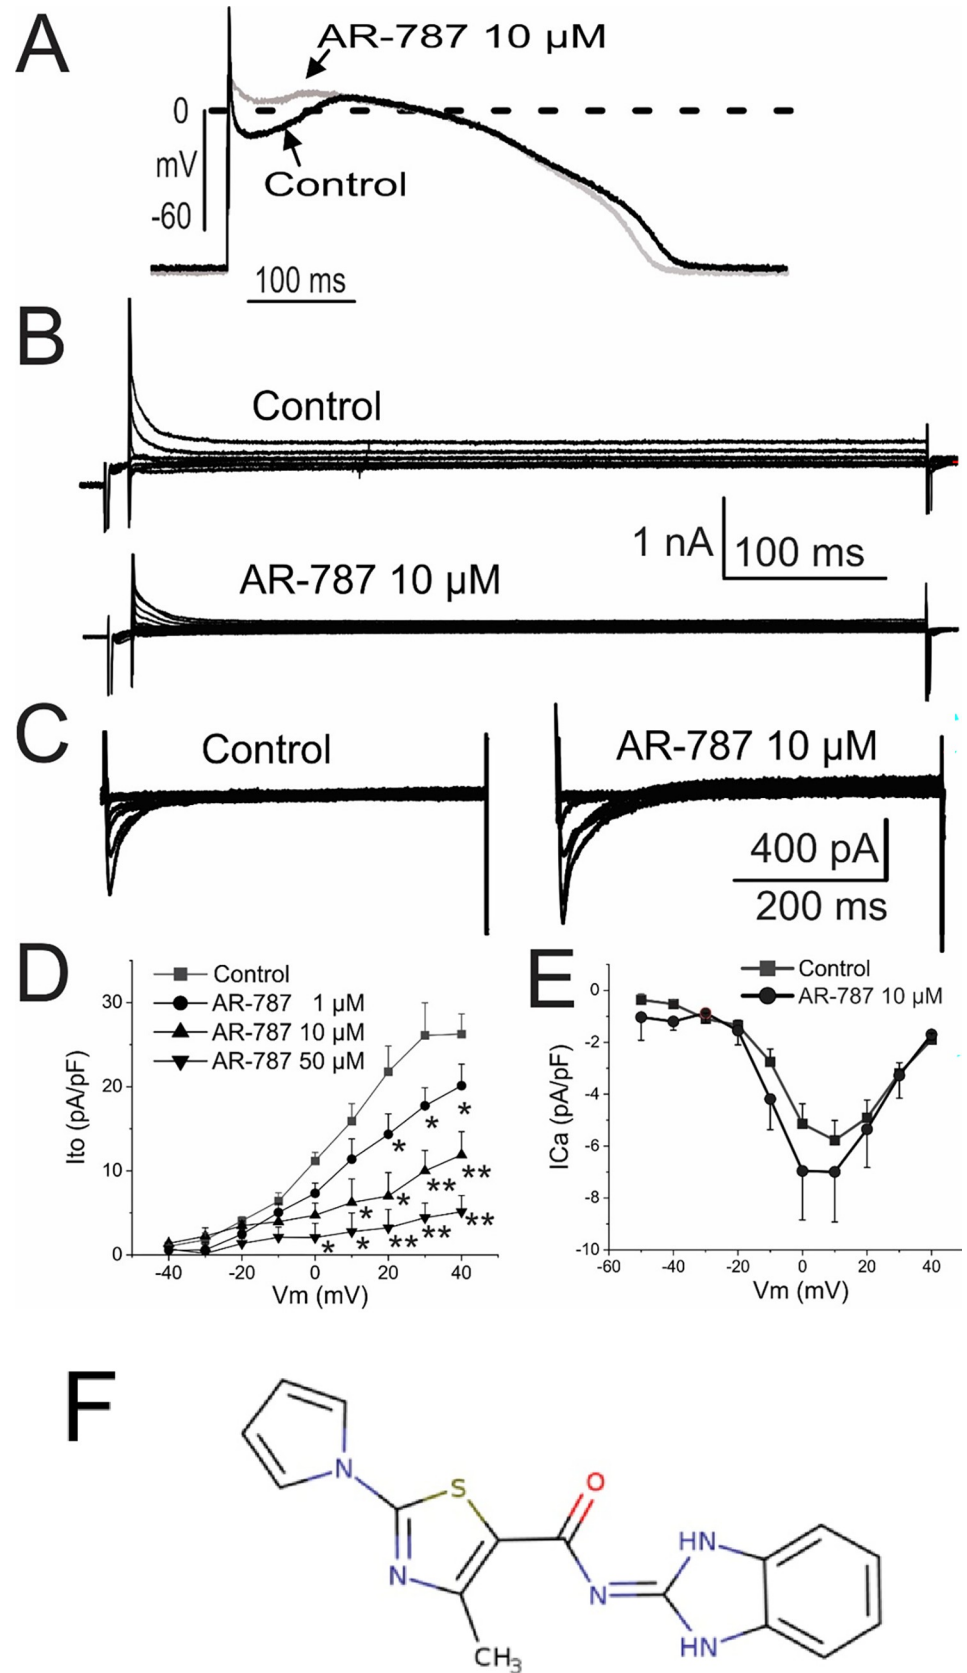 A
AR-787 10 µM
0
mV
-60
Control
100 ms
B
Control
1 nA
100 ms
AR-787 10 µM
C
Control
AR-787 10 µM
400 pA
200 ms
D
Control
AR-787 1 µM
AR-787 10 µM
AR-787 50 µM
Ito (pA/pF)
30
20
10
0
* * *
* * ** **
* * ** ** **
-40 -20 0 20 40
Vm (mV)
E
Control
AR-787 10 µM
ICa (pA/pF)
0
-2
-4
-6
-8
-10
-60 -40 -20 0 20 40
Vm (mV)
F
N
S
O
N
HN
N
HN
CH3